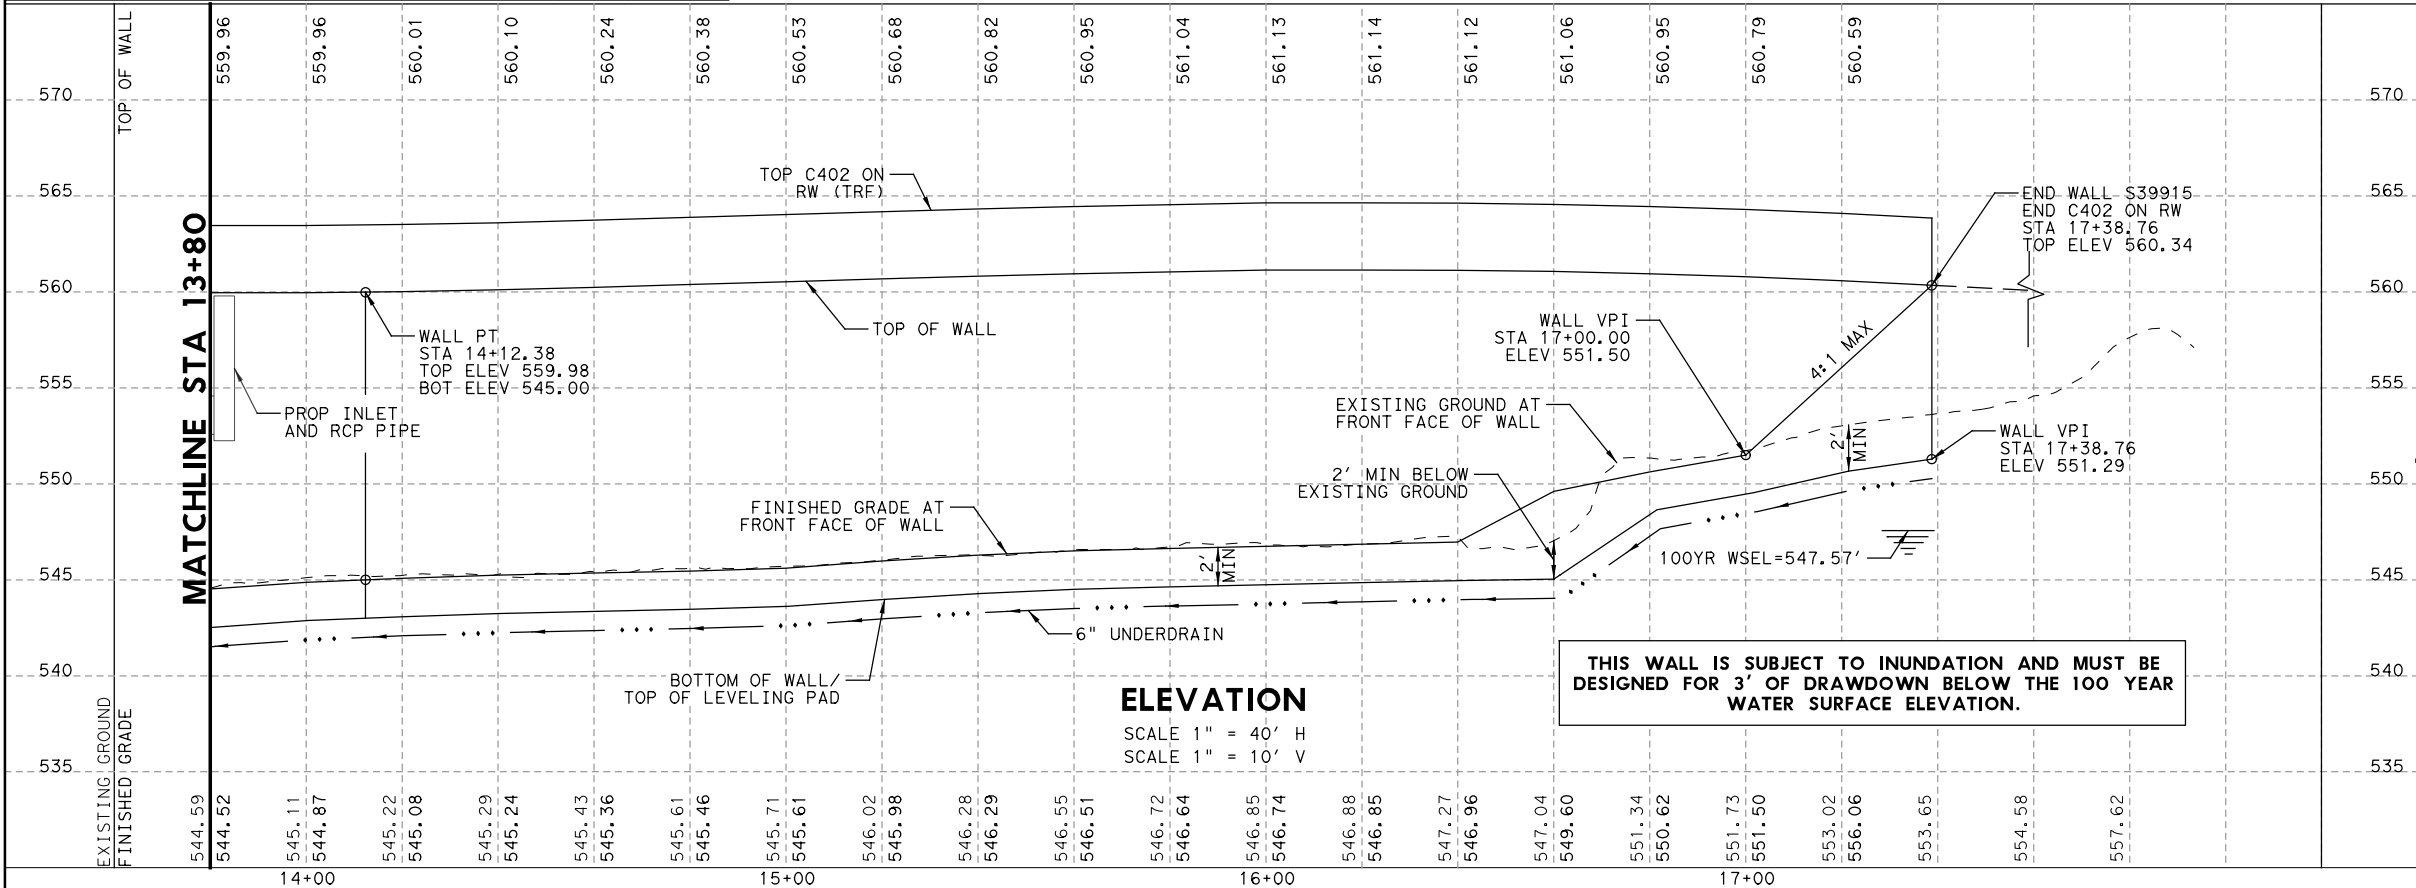 TOP OF WALL
559.96
559.96
560.01
560.10
560.24
560.38
560.53
560.68
560.82
560.95
561.04
561.13
561.14
561.12
561.06
560.95
560.79
560.59
570
570
565
565
560
560
555
555
550
550
545
545
540
540
535
535
MATCHLINE STA 13+80
TOP C402 ON
RW (TRF)
END WALL S39915
END C402 ON RW
STA 17+38.76
TOP ELEV 560.34
WALL PT
STA 14+12.38
TOP ELEV 559.98
BOT ELEV 545.00
TOP OF WALL
WALL VPI
STA 17+00.00
ELEV 551.50
4:1 MAX
PROP INLET
AND RCP PIPE
EXISTING GROUND AT
FRONT FACE OF WALL
2' MIN
WALL VPI
STA 17+38.76
ELEV 551.29
2' MIN BELOW
EXISTING GROUND
FINISHED GRADE AT
FRONT FACE OF WALL
2' MIN
100YR WSEL=547.57'
6" UNDERDRAIN
BOTTOM OF WALL/
TOP OF LEVELING PAD
ELEVATION
SCALE 1" = 40' H
SCALE 1" = 10' V
THIS WALL IS SUBJECT TO INUNDATION AND MUST BE
DESIGNED FOR 3' OF DRAWDOWN BELOW THE 100 YEAR
WATER SURFACE ELEVATION.
EXISTING GROUND
FINISHED GRADE
544.59
544.52
545.11
544.87
545.22
545.08
545.29
545.24
545.43
545.36
545.61
545.46
545.71
545.61
546.02
545.98
546.28
546.29
546.55
546.51
546.72
546.64
546.85
546.74
546.88
546.85
547.27
546.96
547.04
549.60
551.34
550.62
551.73
551.50
553.02
556.06
553.65
554.58
557.62
14+00
15+00
16+00
17+00